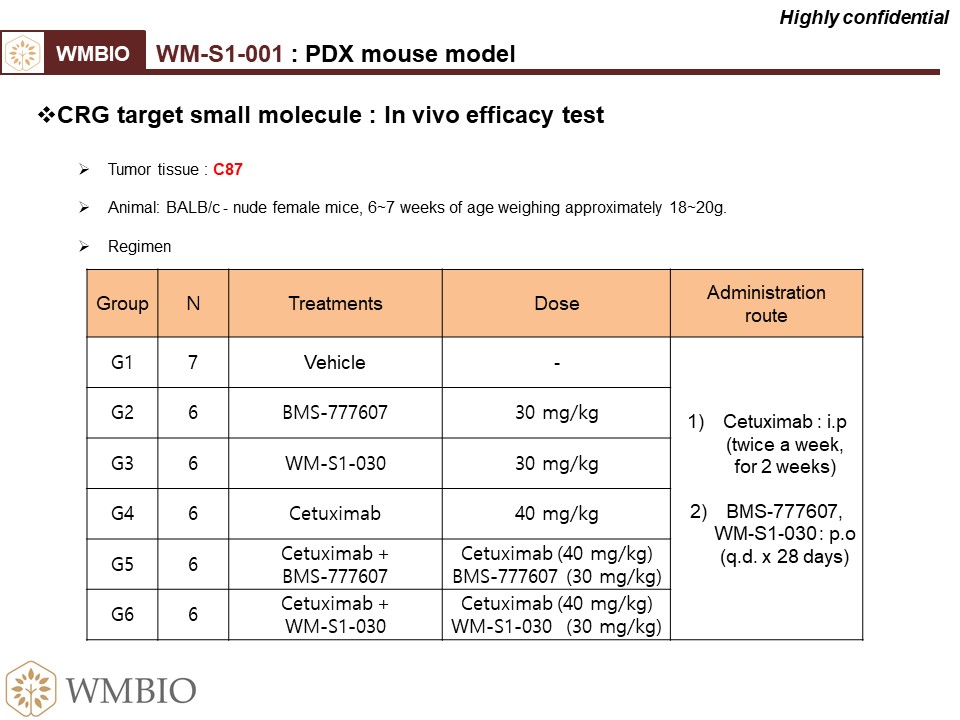 Highly confidential
WMBIO
WM-S1-001 : PDX mouse model
❖CRG target small molecule : In vivo efficacy test
➢ Tumor tissue : C87
➢ Animal: BALB/c - nude female mice, 6~7 weeks of age weighing approximately 18~20g.
➢ Regimen
Group N Treatments Dose Administration
route
G1 7 Vehicle -
G2 6 BMS-777607 30 mg/kg
G3 6 WM-S1-030 30 mg/kg
G4 6 Cetuximab 40 mg/kg
G5 6 Cetuximab +
BMS-777607
Cetuximab (40 mg/kg)
BMS-777607 (30 mg/kg)
G6 6 Cetuximab +
WM-S1-030
Cetuximab (40 mg/kg)
WM-S1-030 (30 mg/kg)
1) Cetuximab : i.p
(twice a week,
for 2 weeks)
2) BMS-777607,
WM-S1-030 : p.o
(q.d. x 28 days)
WMBIO